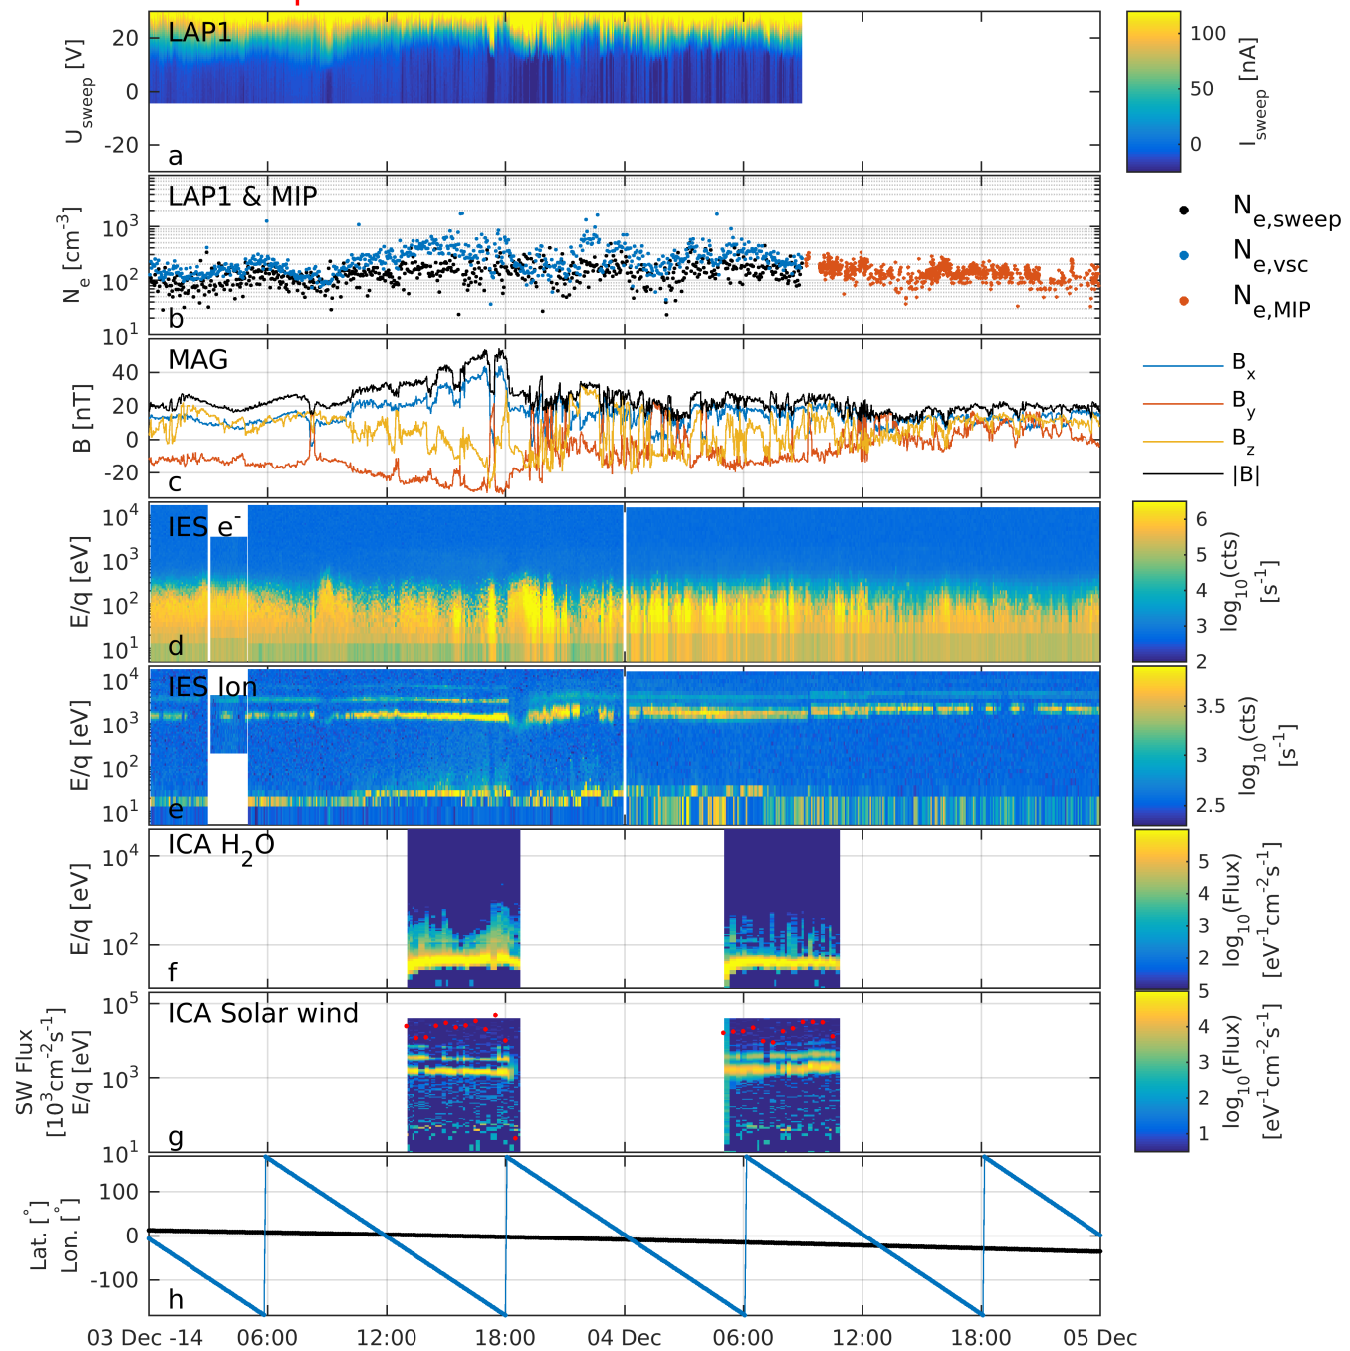 LAP1
20
0
-20
U_sweep [V]
a
100
50
0
I_sweep [nA]
LAP1 & MIP
10^3
10^2
10^1
N_e [cm^-3]
b
N_e,sweep
N_e,vsc
N_e,MIP
MAG
40
20
0
-20
B [nT]
c
B_x
B_y
B_z
|B|
IES e^-
10^4
10^3
10^2
10^1
E/q [eV]
d
6
5
4
3
2
log_10(cts)
[s^-1]
IES Ion
10^4
10^3
10^2
10^1
E/q [eV]
e
3.5
3
2.5
log_10(cts)
[s^-1]
ICA H_2O
10^4
10^2
E/q [eV]
f
5
4
3
2
1
log_10(Flux)
[eV^-1cm^-2s^-1]
ICA Solar wind
10^5
10^3
10^1
SW Flux
[10^3cm^-2s^-1]
E/q [eV]
g
5
4
3
2
1
log_10(Flux)
[eV^-1cm^-2s^-1]
100
0
-100
Lat. [°]
Lon. [°]
h
03 Dec -14 06:00 12:00 18:00 04 Dec 06:00 12:00 18:00 05 Dec